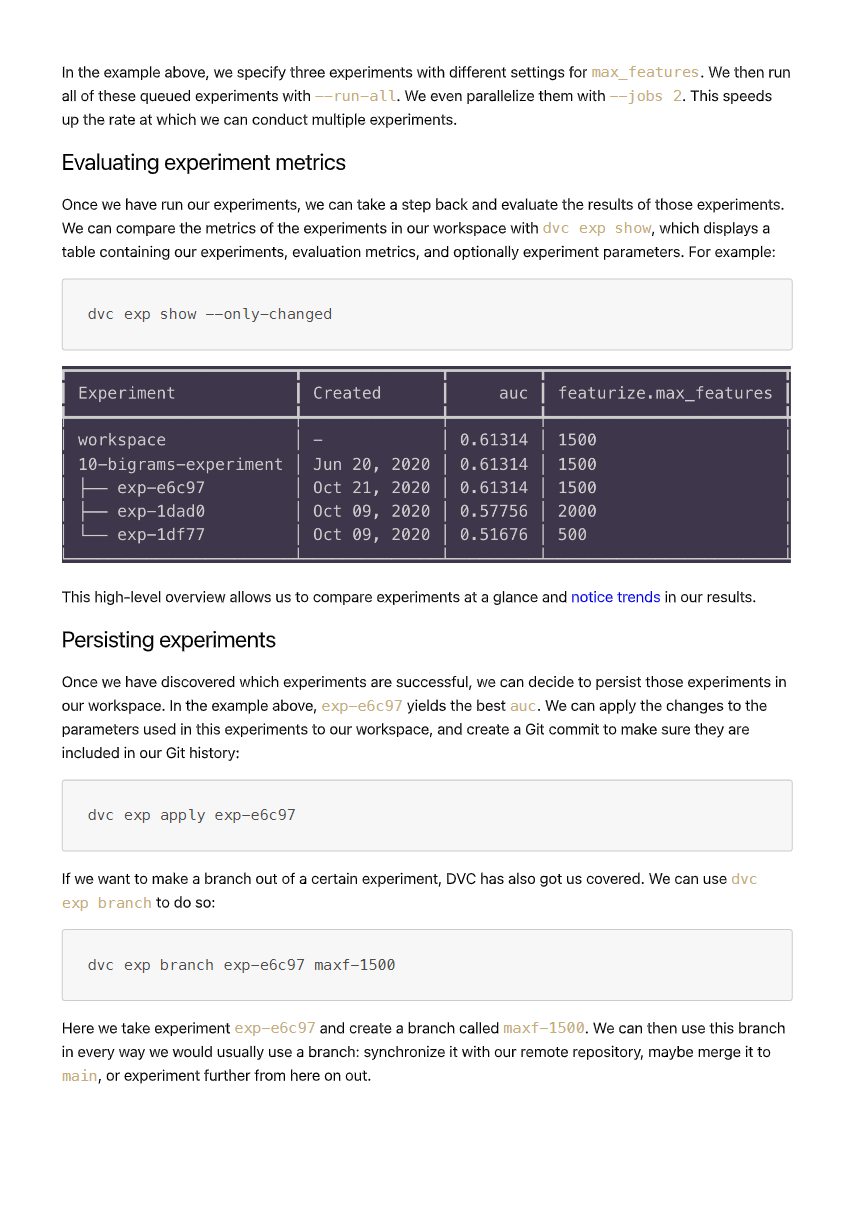 In the example above, we specify three experiments with different settings for max_features. We then run
all of these queued experiments with --run-all. We even parallelize them with --jobs 2. This speeds
up the rate at which we can conduct multiple experiments.
Evaluating experiment metrics
Once we have run our experiments, we can take a step back and evaluate the results of those experiments.
We can compare the metrics of the experiments in our workspace with dvc exp show, which displays a
table containing our experiments, evaluation metrics, and optionally experiment parameters. For example:
dvc exp show --only-changed
Experiment Created auc featurize.max_features
workspace - 0.61314 1500
10-bigrams-experiment Jun 20, 2020 0.61314 1500
├── exp-e6c97 Oct 21, 2020 0.61314 1500
├── exp-1dad0 Oct 09, 2020 0.57756 2000
└── exp-1df77 Oct 09, 2020 0.51676 500
This high-level overview allows us to compare experiments at a glance and notice trends in our results.
Persisting experiments
Once we have discovered which experiments are successful, we can decide to persist those experiments in
our workspace. In the example above, exp-e6c97 yields the best auc. We can apply the changes to the
parameters used in this experiments to our workspace, and create a Git commit to make sure they are
included in our Git history:
dvc exp apply exp-e6c97
If we want to make a branch out of a certain experiment, DVC has also got us covered. We can use dvc
exp branch to do so:
dvc exp branch exp-e6c97 maxf-1500
Here we take experiment exp-e6c97 and create a branch called maxf-1500. We can then use this branch
in every way we would usually use a branch: synchronize it with our remote repository, maybe merge it to
main, or experiment further from here on out.